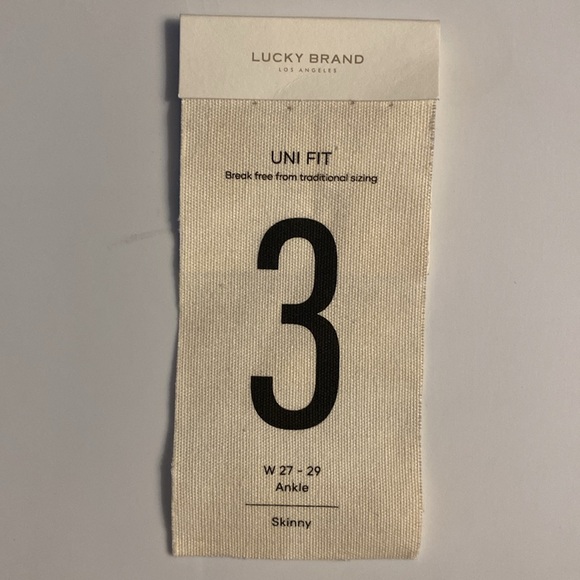 LUCKY BRAND
LOS ANGELES
UNI FIT
Break free from traditional sizing
3
W 27 - 29
Ankle
Skinny